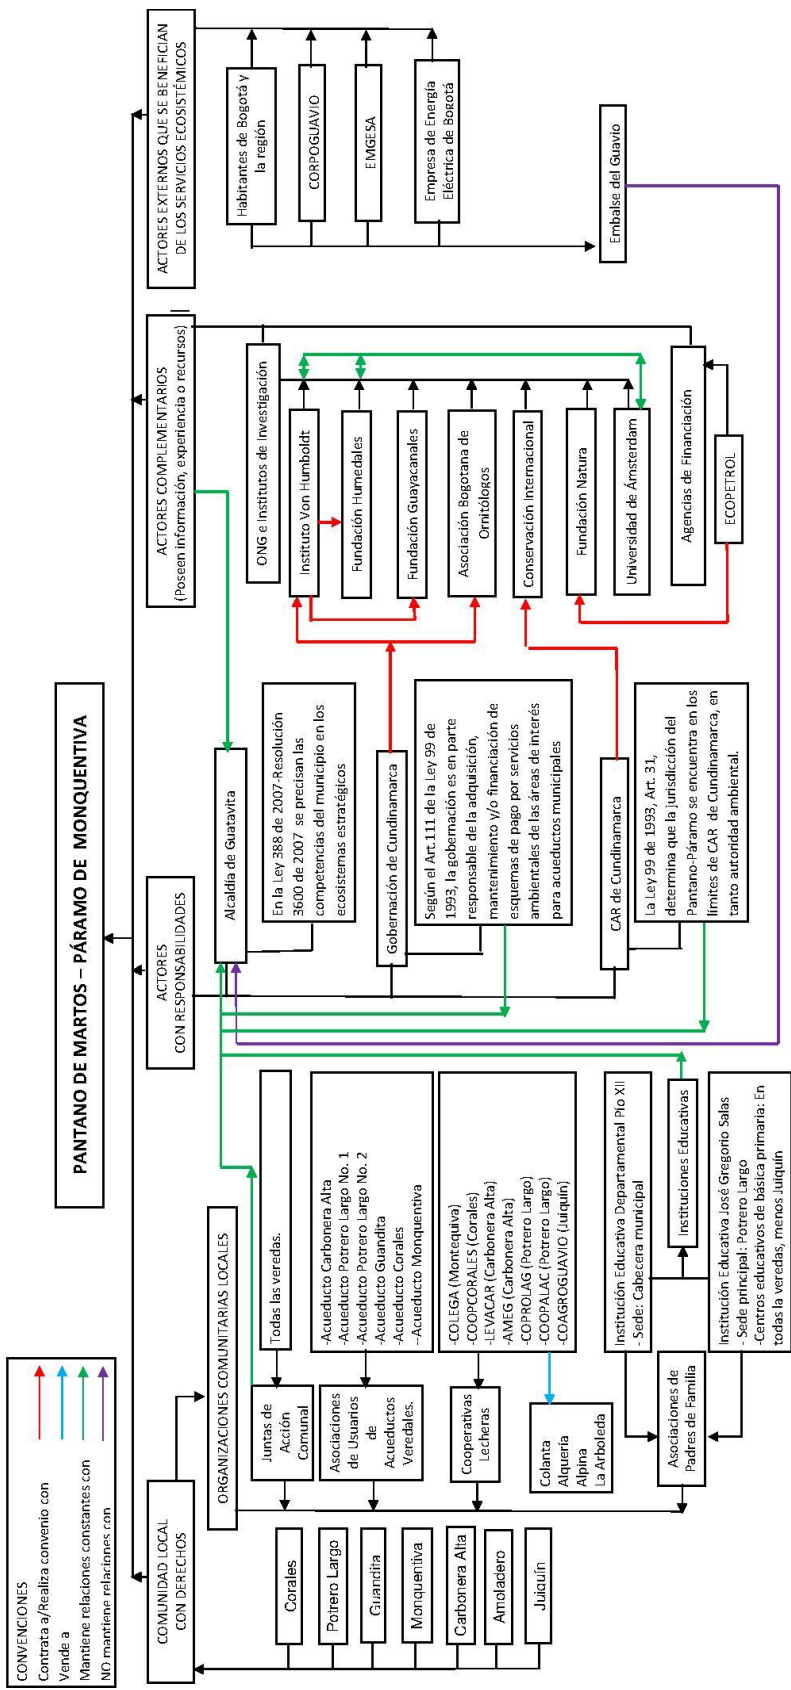 PANTANO DE MARTOS – PÁRAMO DE MONQUENTIVA
CONVENCIONES
Contrata a/Realiza convenio con
Vende a
Mantiene relaciones constantes con
NO mantiene relaciones con
COMUNIDAD LOCAL
CON DERECHOS
Corales
Potrero Largo
Guandita
Monquentiva
Carbonera Alta
Amoladero
Juiquín
ORGANIZACIONES COMUNITARIAS LOCALES
Juntas de
Acción
Comunal
Todas las veredas.
Asociaciones
de Usuarios
de
Acueductos
Veredales.
-Acueducto Carbonera Alta
-Acueducto Potrero Largo No. 1
-Acueducto Potrero Largo No. 2
-Acueducto Guandita
-Acueducto Corales
--Acueducto Monquentiva
Cooperativas
Lecheras
-COLEGA (Montequiva)
-COOPCORALES (Corales)
-LEVACAR (Carbonera Alta)
-AMEG (Carbonera Alta)
-COPROLAG (Potrero Largo)
-COOPALAC (Potrero Largo)
-COAGROGUAVIO (Juiquín)
Colanta
Alquería
Alpina
La Arboleda
Asociaciones de
Padres de Familia
Institución Educativa Departamental Pío XII
- Sede: Cabecera municipal
Instituciones Educativas
Institución Educativa José Gregorio Salas
- Sede principal: Potrero Largo
-Centros educativos de básica primaria: En
todas la veredas, menos Juiquín
ACTORES
CON RESPONSABILIDADES
Alcaldía de Guatavita
En la Ley 388 de 2007-Resolución
3600 de 2007 se precisan las
competencias del municipio en los
ecosistemas estratégicos
Gobernación de Cundinamarca
Según el Art.111 de la Ley 99 de
1993, la gobernación es en parte
responsable de la adquisición,
mantenimiento y/o financiación de
esquemas de pago por servicios
ambientales de las áreas de interés
para acueductos municipales
CAR de Cundinamarca
La Ley 99 de 1993, Art. 31,
determina que la jurisdicción del
Pantano-Páramo se encuentra en los
límites de CAR de Cundinamarca, en
tanto autoridad ambiental.
ACTORES COMPLEMENTARIOS
(Poseen información, experiencia o recursos)
ONG e Institutos de Investigación
Instituto Von Humboldt
Fundación Humedales
Fundación Guayacanales
Asociación Bogotana de
Ornitólogos
Conservación Internacional
Fundación Natura
Universidad de Ámsterdam
Agencias de Financiación
ECOPETROL
ACTORES EXTERNOS QUE SE BENEFICIAN
DE LOS SERVICIOS ECOSISTÉMICOS
Habitantes de Bogotá y
la región
CORPOGUAVIO
EMGESA
Empresa de Energía
Eléctrica de Bogotá
Embalse del Guavio